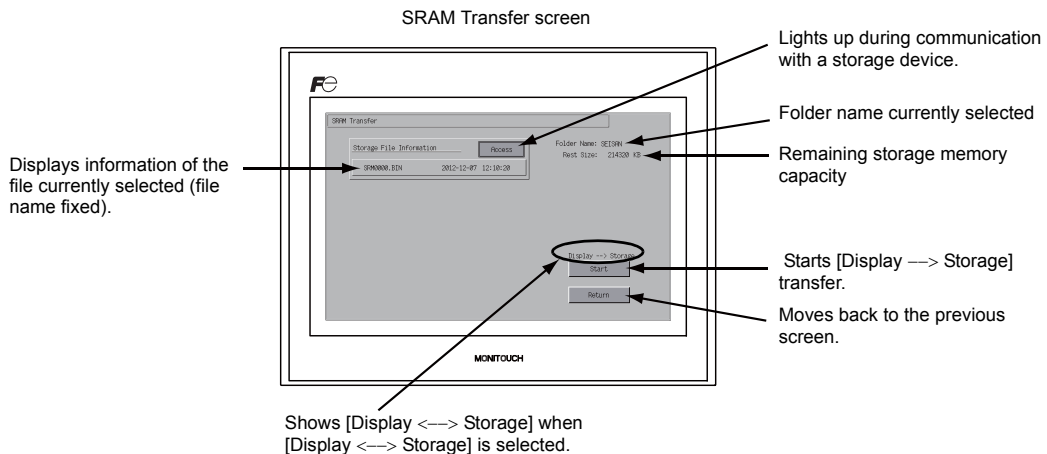 SRAM Transfer screen
Lights up during communication
with a storage device.
Fe
SRAM Transfer
Folder name currently selected
Storage File Information
Access
Folder Name: SEISAN
Rest Size: 214320 KB
Remaining storage memory
capacity
Displays information of the
file currently selected (file
name fixed).
SRM0000.BIN 2012-12-07 12:10:20
Display --> Storage
Start
Starts [Display −−> Storage]
transfer.
Return
Moves back to the previous
screen.
MONITOUCH
Shows [Display <−−> Storage] when
[Display <−−> Storage] is selected.